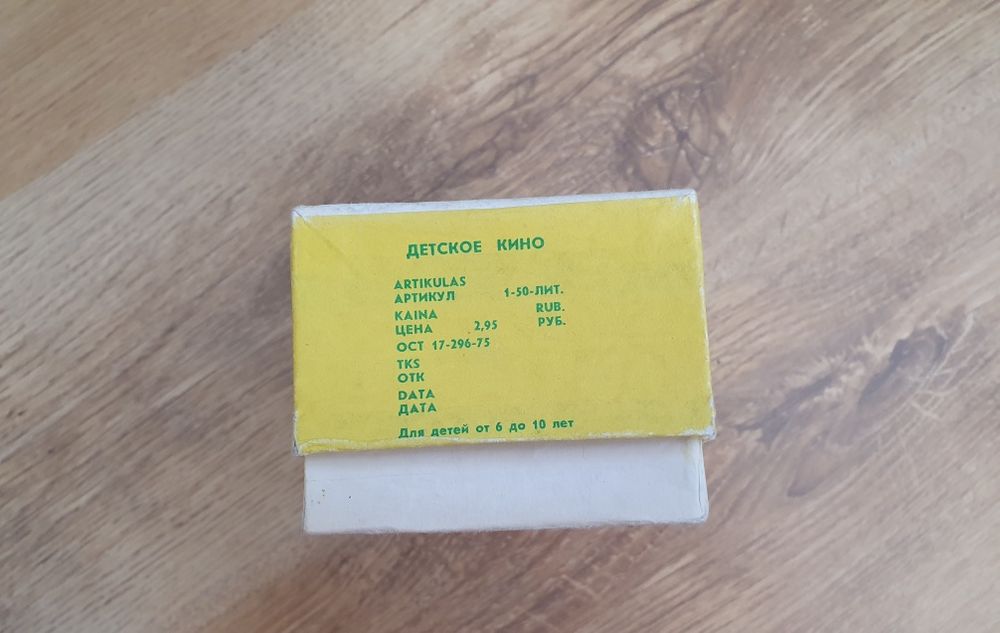 ДЕТСКОЕ КИНО
ARTIKULAS
АРТИКУЛ 1-50-ЛИТ.
KAINA RUB.
ЦЕНА 2,95 РУБ.
ОСТ 17-296-75
TKS
ОТК
DATA
ДАТА
Для детей от 6 до 10 лет